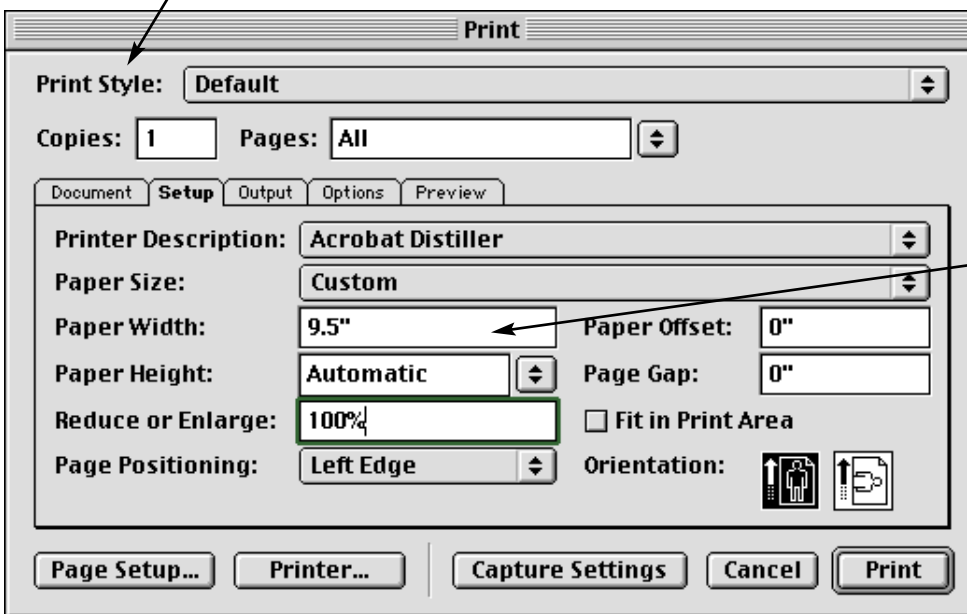 Print
Print Style: Default
Copies: 1 Pages: All
Document Setup Output Options Preview
Printer Description: Acrobat Distiller
Paper Size: Custom
Paper Width: 9.5" Paper Offset: 0"
Paper Height: Automatic Page Gap: 0"
Reduce or Enlarge: 100% Fit in Print Area
Page Positioning: Left Edge Orientation:
Page Setup... Printer... Capture Settings Cancel Print